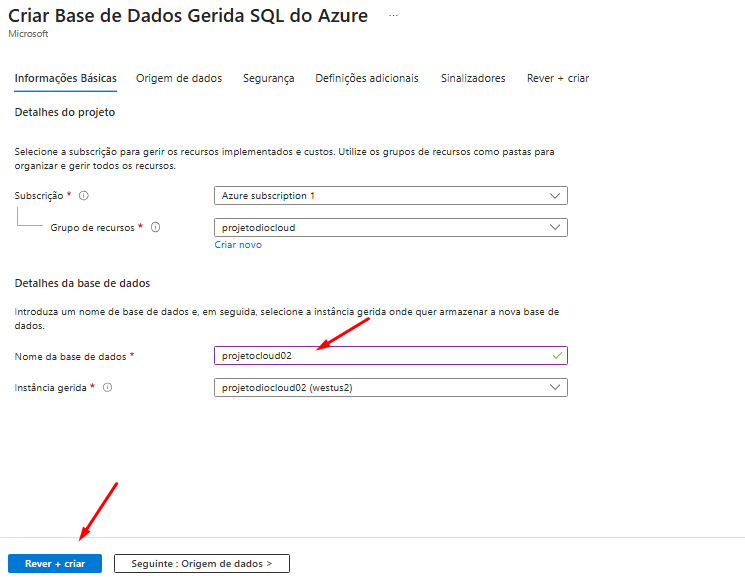 Criar Base de Dados Gerida SQL do Azure ...
Microsoft
Informações Básicas Origem de dados Segurança Definições adicionais Sinalizadores Rever + criar
Detalhes do projeto
Selecione a subscrição para gerir os recursos implementados e custos. Utilize os grupos de recursos como pastas para
organizar e gerir todos os recursos.
Subscrição * Azure subscription 1
Grupo de recursos * projetodiocloud
Criar novo
Detalhes da base de dados
Introduza um nome de base de dados e, em seguida, selecione a instância gerida onde quer armazenar a nova base de
dados.
Nome da base de dados * projetocloud02
Instância gerida * projetodiocloud02 (westus2)
Rever + criar Seguinte : Origem de dados >